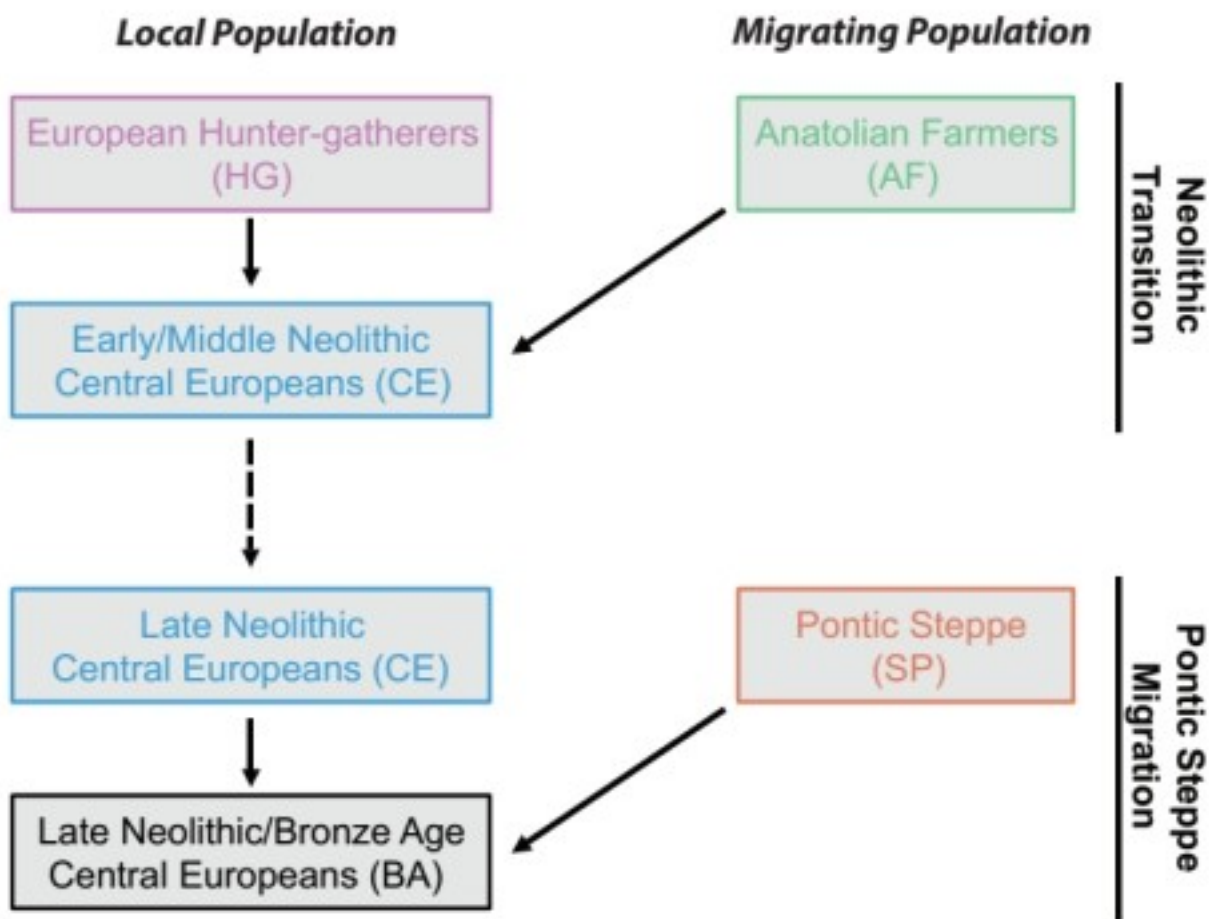 Local Population
Migrating Population
European Hunter-gatherers
(HG)
Anatolian Farmers
(AF)
Neolithic
Transition
Early/Middle Neolithic
Central Europeans (CE)
Late Neolithic
Central Europeans (CE)
Pontic Steppe
(SP)
Pontic Steppe
Migration
Late Neolithic/Bronze Age
Central Europeans (BA)